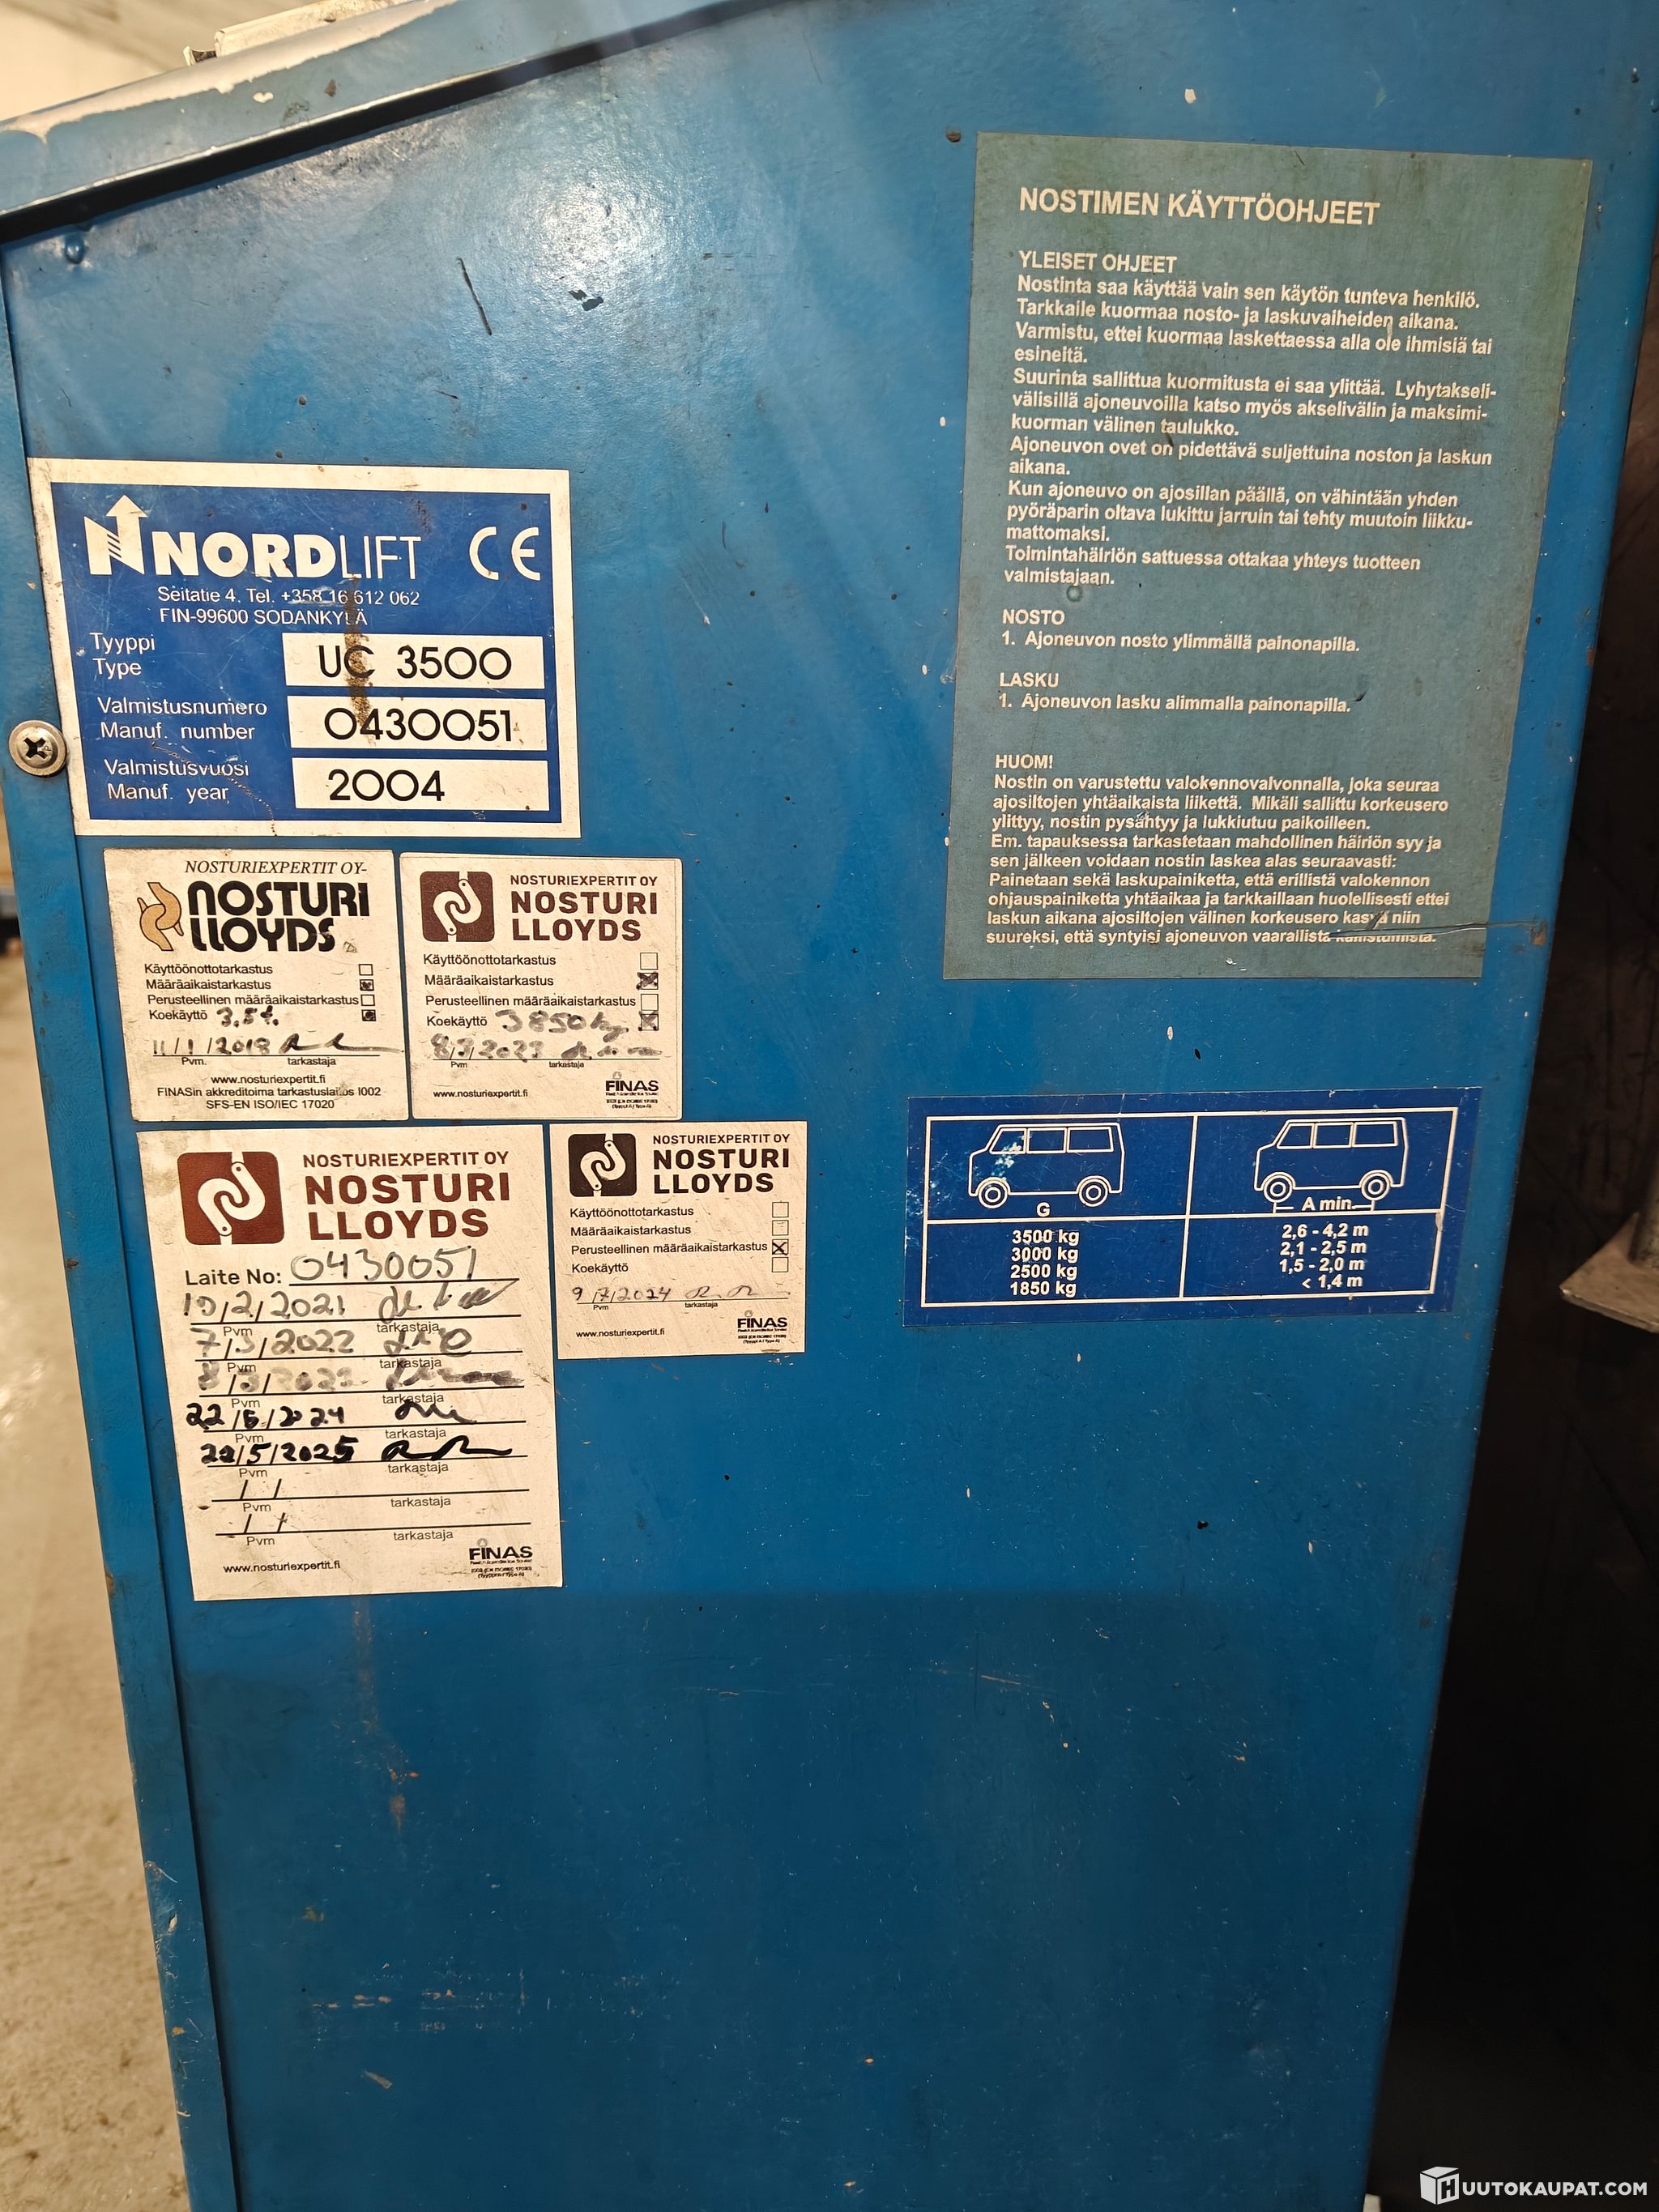 NOSTIMEN KÄYTTÖOHJEET
YLEISET OHJEET
Nostinta saa käyttää vain sen käytön tunteva henkilö.
Tarkkaile kuormaa nosto- ja laskuvaiheiden aikana.
Varmistu, ettei kuormaa laskettaessa alla ole ihmisiä tai
esineitä.
Suurinta sallittua kuormitusta ei saa ylittää. Lyhytakseli-
välisillä ajoneuvoilla katso myös akselivälin ja maksimi-
kuorman välinen taulukko.
Ajoneuvon ovet on pidettävä suljettuina noston ja laskun
aikana.
Kun ajoneuvo on ajosillan päällä, on vähintään yhden
pyöräparin oltava lukittu jarruin tai tehty muutoin liikku-
mattomaksi.
Toimintahäiriön sattuessa ottakaa yhteys tuotteen
valmistajaan.
NOSTO
1. Ajoneuvon nosto ylimmällä painonapilla.
LASKU
1. Ajoneuvon lasku alimmalla painonapilla.
HUOM!
Nostin on varustettu valokennovalvonnalla, joka seuraa
ajosiltojen yhtäaikaista liikettä. Mikäli sallittu korkeusero
ylittyy, nostin pysähtyy ja lukkiutuu paikoilleen.
Em. tapauksessa tarkastetaan mahdollinen häiriön syy ja
sen jälkeen voidaan nostin laskea alas seuraavasti:
Painetaan sekä laskupainiketta, että erillistä valokennon
ohjauspainiketta yhtäaikaa ja tarkkaillaan huolellisesti ettei
laskun aikana ajosiltojen välinen korkeusero kasva niin
suureksi, että syntyisi ajoneuvon vaarallista kallistumista.
NORDLIFT CE
Seitatie 4. Tel. +358 16 612 062
FIN-99600 SODANKYLÄ
Tyyppi
Type
UC 3500
Valmistusnumero
Manuf. number
0430051
Valmistusvuosi
Manuf. year
2004
NOSTURIEXPERTIT OY-
NOSTURI
LLOYDS
Käyttöönottotarkastus
Määräaikaistarkastus
Perusteellinen määräaikaistarkastus
Koekäyttö 3,5t.
11/1/2018
Pvm. tarkastaja
www.nosturiexpertit.fi
FINASin akkreditoima tarkastuslaitos I002
SFS-EN ISO/IEC 17020
NOSTURIEXPERTIT OY
NOSTURI
LLOYDS
Käyttöönottotarkastus
Määräaikaistarkastus
Perusteellinen määräaikaistarkastus
Koekäyttö 3850kg
8/3/2023
Pvm tarkastaja
www.nosturiexpertit.fi
FINAS
NOSTURIEXPERTIT OY
NOSTURI
LLOYDS
Laite No: 0430051
10/2/2021
Pvm tarkastaja
7/3/2022
Pvm tarkastaja
Pvm tarkastaja
22/5/2024
Pvm tarkastaja
22/5/2025
Pvm tarkastaja
/ /
Pvm tarkastaja
/ /
Pvm tarkastaja
www.nosturiexpertit.fi
FINAS
NOSTURIEXPERTIT OY
NOSTURI
LLOYDS
Käyttöönottotarkastus
Määräaikaistarkastus
Perusteellinen määräaikaistarkastus
Koekäyttö
9/7/2024
Pvm tarkastaja
www.nosturiexpertit.fi
FINAS
G
A min.
3500 kg 2,6 - 4,2 m
3000 kg 2,1 - 2,5 m
2500 kg 1,5 - 2,0 m
1850 kg < 1,4 m
HUUTOKAUPAT.COM